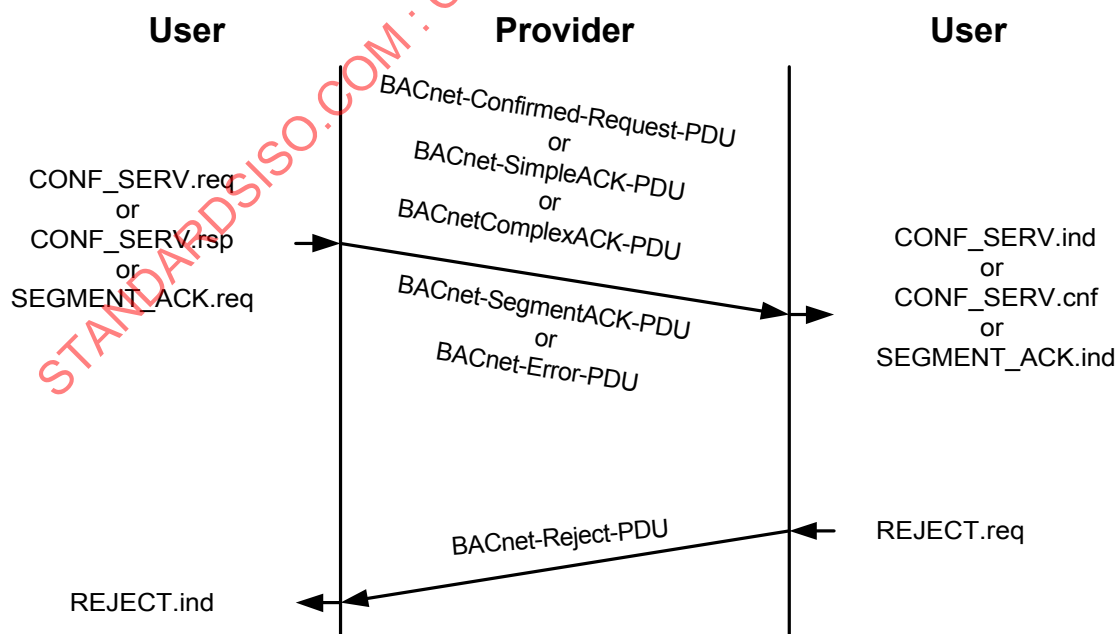 User
Provider
User
BACnet-Confirmed-Request-PDU
or
BACnet-SimpleACK-PDU
or
BACnetComplexACK-PDU
CONF_SERV.req
or
CONF_SERV.rsp
or
SEGMENT_ACK.req
CONF_SERV.ind
or
CONF_SERV.cnf
or
SEGMENT_ACK.ind
BACnet-SegmentACK-PDU
or
BACnet-Error-PDU
BACnet-Reject-PDU
REJECT.req
REJECT.ind
STANDARDSISO.COM :